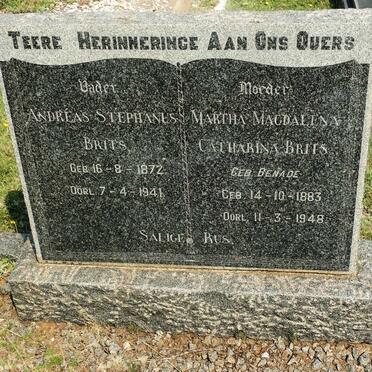 Teere Herinneringe Aan Ons Ouers
Vader
Andreas Stephanus
Brits
Geb 16-8-1872
Oorl 7-4-1941
Moeder
Martha Magdalena
Catharina Brits
Geb Benade
Geb 14-10-1883
Oorl 11-3-1948
Salige Rus